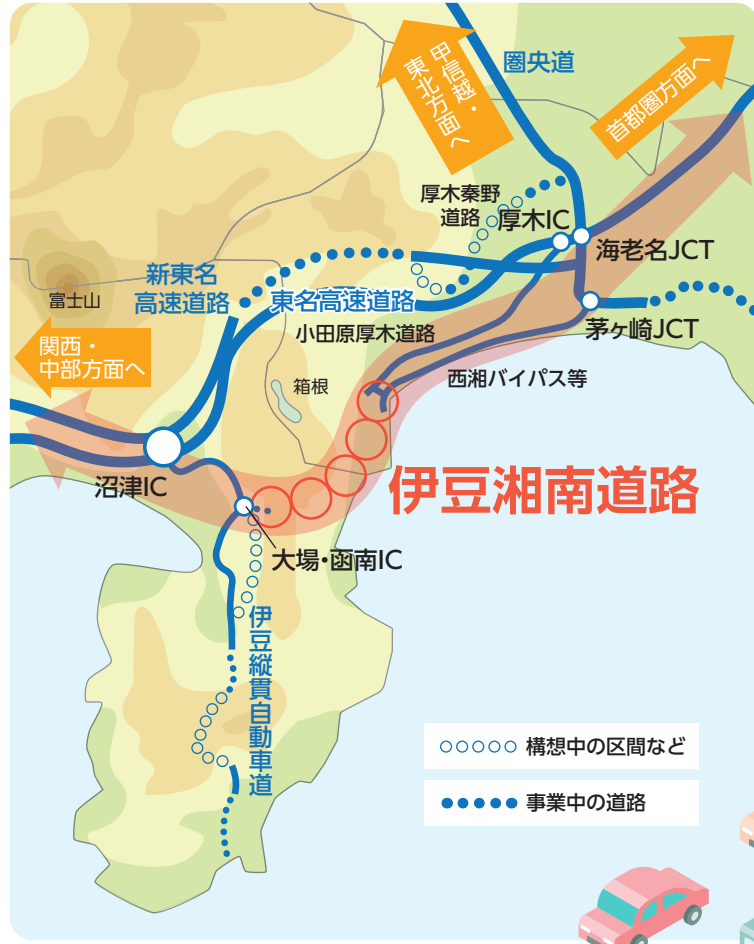 甲信越・
東北方面へ
圏央道
首都圏方面へ
厚木秦野
道路
厚木IC
海老名JCT
新東名
高速道路
東名高速道路
富士山
小田原厚木道路
茅ヶ崎JCT
関西・
中部方面へ
箱根
西湘バイパス等
沼津IC
伊豆湘南道路
大場・函南IC
伊豆縦貫自動車道
構想中の区間など
事業中の道路